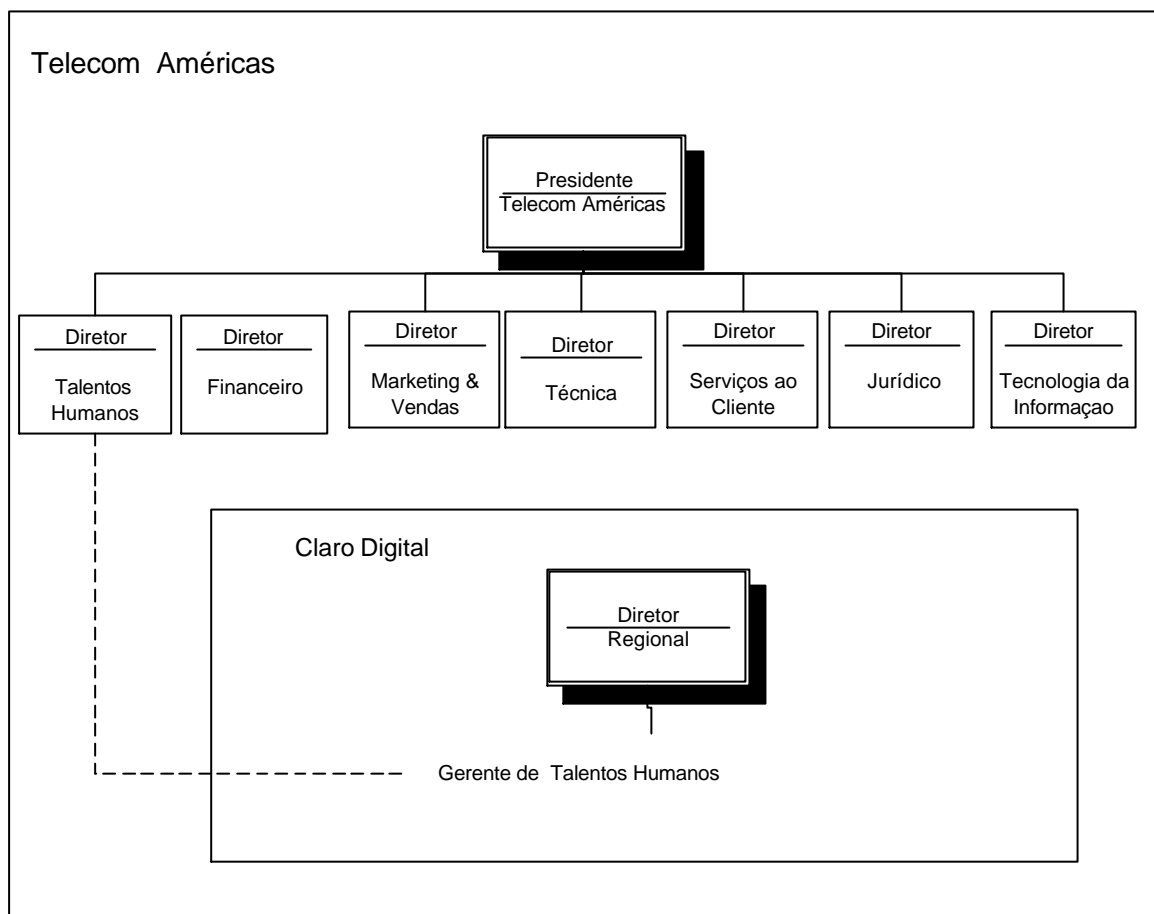 Telecom Américas
Presidente
Telecom Américas
Diretor
Talentos
Humanos
Diretor
Financeiro
Diretor
Marketing &
Vendas
Diretor
Técnica
Diretor
Serviços ao
Cliente
Diretor
Jurídico
Diretor
Tecnologia da
Informaçao
Claro Digital
Diretor
Regional
Gerente de Talentos Humanos